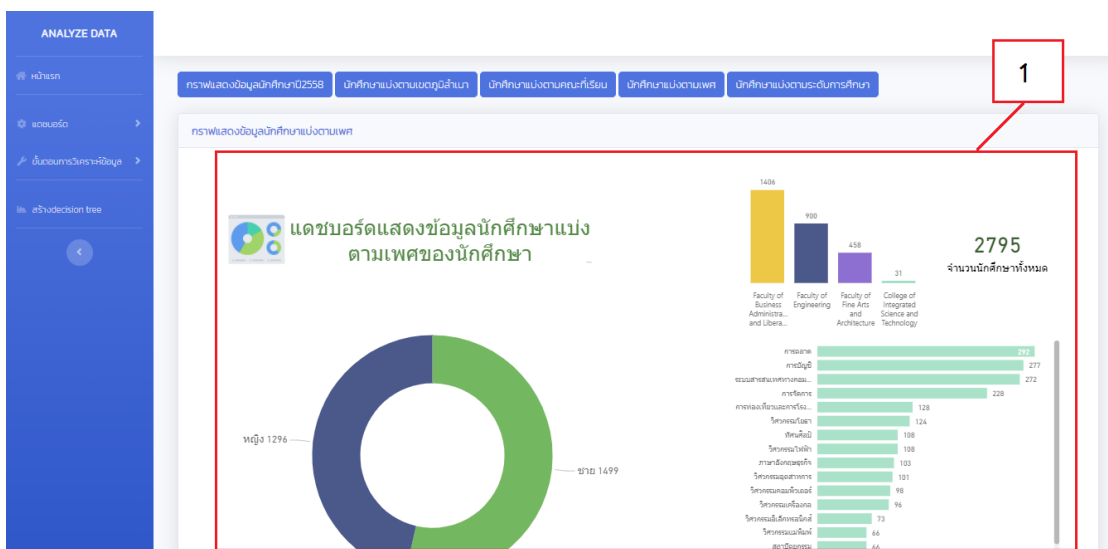 ANALYZE DATA
หน้าแรก
แดชบอร์ด
ขั้นตอนการวิเคราะห์ข้อมูล
สร้างdecision tree
กราฟแสดงข้อมูลนักศึกษาปี2558
นักศึกษาแบ่งตามเขตภูมิลำเนา
นักศึกษาแบ่งตามคณะที่เรียน
นักศึกษาแบ่งตามเพศ
นักศึกษาแบ่งตามระดับการศึกษา
1
กราฟแสดงข้อมูลนักศึกษาแบ่งตามเพศ
แดชบอร์ดแสดงข้อมูลนักศึกษาแบ่ง
ตามเพศของนักศึกษา
หญิง 1296
ชาย 1499
1406
900
458
31
Faculty of
Business
Administra...
and Libera...
Faculty of
Engineering
Faculty of
Fine Arts
and
Architecture
College of
Integrated
Science and
Technology
2795
จำนวนนักศึกษาทั้งหมด
การตลาด 292
การบัญชี 277
ระบบสารสนเทศทางคอม... 272
การจัดการ 228
การท่องเที่ยวและการโรง... 128
วิศวกรรมโยธา 124
ทัศนศิลป์ 108
วิศวกรรมไฟฟ้า 108
ภาษาอังกฤษธุรกิจ 103
วิศวกรรมอุตสาหการ 101
วิศวกรรมคอมพิวเตอร์ 98
วิศวกรรมเครื่องกล 96
วิศวกรรมอิเล็กทรอนิกส์ 73
วิศวกรรมแม่พิมพ์ 66
สถาปัตยกรรม 66